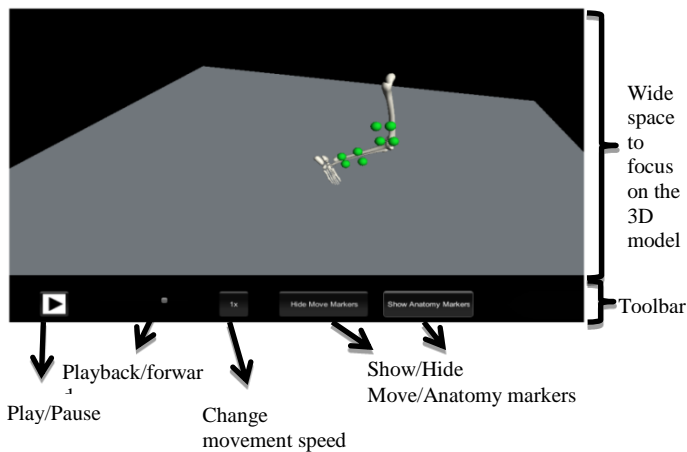 Wide
space
to
focus
on the
3D
model
1x
Hide Move Markers
Show Anatomy Markers
Toolbar
Playback/forwar
Play/Pause
Change
movement speed
Show/Hide
Move/Anatomy markers